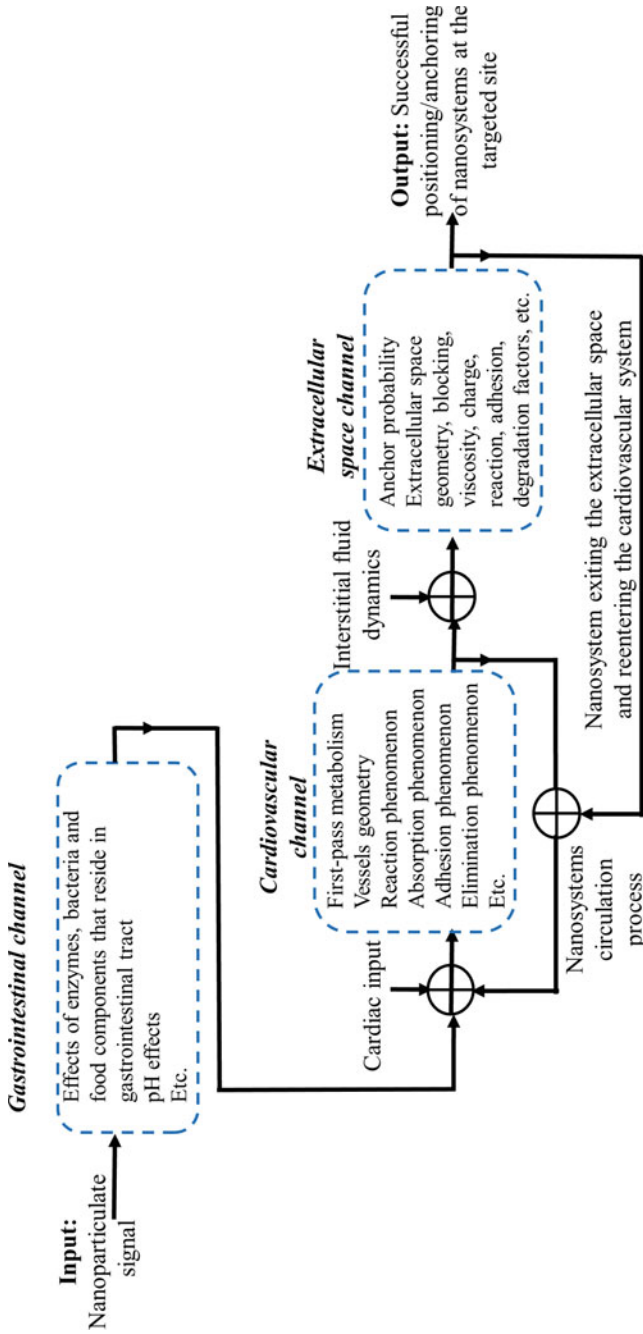 Gastrointestinal channel
Input:
Nanoparticulate
signal
Effects of enzymes, bacteria and
food components that reside in
gastrointestinal tract
pH effects
Etc.
Cardiovascular
channel
Cardiac input
First-pass metabolism
Vessels geometry
Reaction phenomenon
Absorption phenomenon
Adhesion phenomenon
Elimination phenomenon
Etc.
Nanosystems
circulation
process
Interstitial fluid
dynamics
Extracellular
space channel
Anchor probability
Extracellular space
geometry, blocking,
viscosity, charge,
reaction, adhesion,
degradation factors, etc.
Output: Successful
positioning/anchoring
of nanosystems at the
targeted site
Nanosystem exiting the extracellular space
and reentering the cardiovascular system